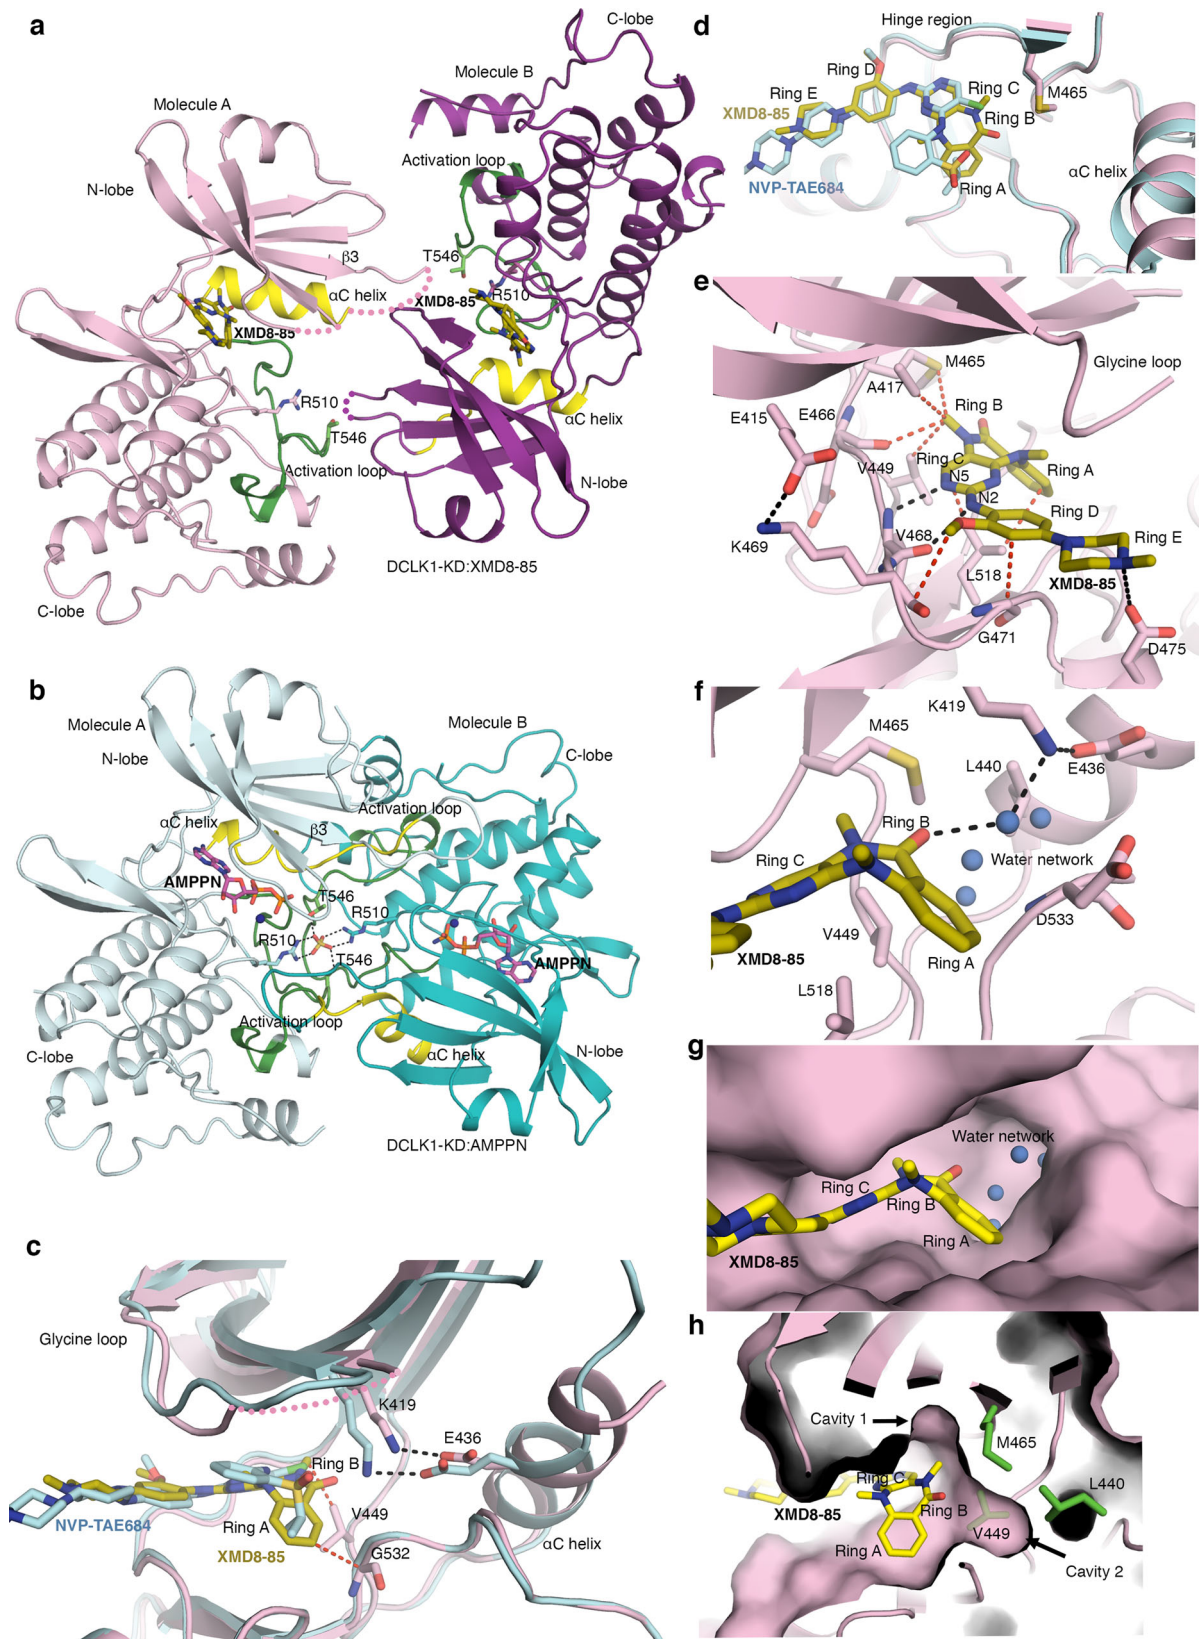 a
C-lobe
Molecule B
Molecule A
Activation loop
N-lobe
β3
T546
αC helix
XMD8-85
R510
XMD8-85
R510
T546
αC helix
Activation loop
N-lobe
DCLK1-KD:XMD8-85
C-lobe
b
Molecule A
Molecule B
N-lobe
C-lobe
Activation loop
αC helix
β3
AMPPN
T546
R510
R510
T546
AMPPN
Activation loop
αC helix
N-lobe
C-lobe
DCLK1-KD:AMPPN
c
Glycine loop
K419
E436
Ring B
NVP-TAE684
Ring A
V449
XMD8-85
G532
αC helix
d
Hinge region
Ring D
Ring E
Ring C
M465
XMD8-85
Ring B
αC helix
NVP-TAE684
Ring A
e
M465
Glycine loop
A417
E415
E466
Ring B
V449
Ring C
N5
Ring A
N2
Ring D
K469
V468
Ring E
L518
XMD8-85
G471
D475
f
K419
M465
L440
E436
Ring B
Ring C
Water network
V449
D533
XMD8-85
Ring A
L518
g
Water network
Ring C
Ring B
Ring A
XMD8-85
h
Cavity 1
M465
Ring C
L440
XMD8-85
Ring B
V449
Ring A
Cavity 2